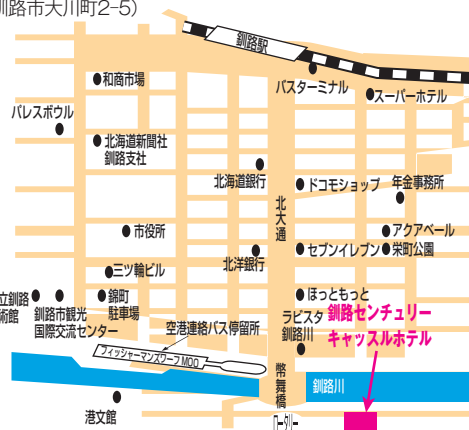 釧路市大川町2-5)
釧路駅
和商市場
バスターミナル
スーパーホテル
パレスボウル
北海道新聞社
釧路支社
北海道銀行
ドコモショップ
年金事務所
北大通
市役所
アクアベール
北洋銀行
セブンイレブン
栄町公園
三ツ輪ビル
立釧路
術館
釧路市観光
国際交流センター
錦町
駐車場
空港連絡バス停留所
ほっともっと
ラビスタ
釧路川
釧路センチュリー
キャッスルホテル
フィッシャーマンズワーフMOO
幣舞橋
釧路川
港文館
ロータリー